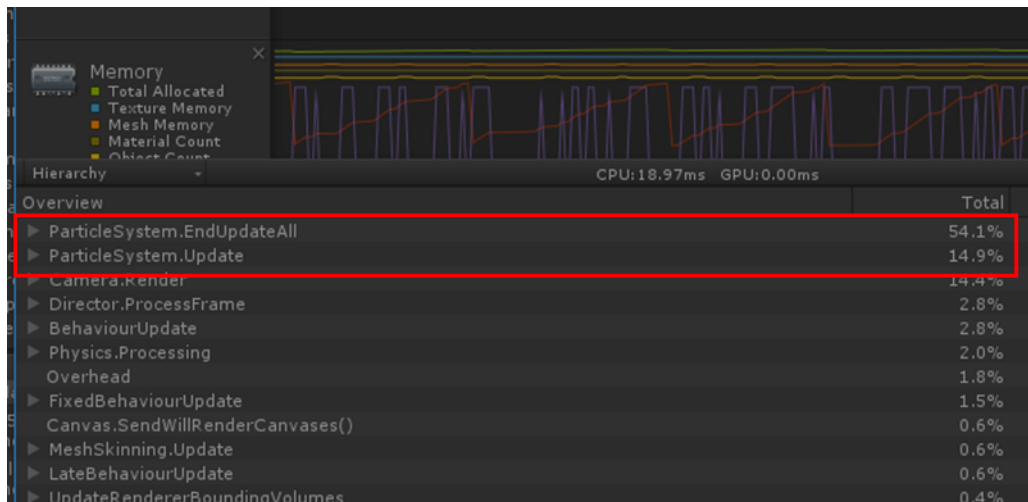 Memory
Total Allocated
Texture Memory
Mesh Memory
Material Count
Object Count
Hierarchy
CPU:18.97ms GPU:0.00ms
Overview Total
ParticleSystem.EndUpdateAll 54.1%
ParticleSystem.Update 14.9%
Camera.Render 14.4%
Director.ProcessFrame 2.8%
BehaviourUpdate 2.8%
Physics.Processing 2.0%
Overhead 1.8%
FixedBehaviourUpdate 1.5%
Canvas.SendWillRenderCanvases() 0.6%
MeshSkinning.Update 0.6%
LateBehaviourUpdate 0.6%
UpdateRendererBoundingVolumes 0.4%